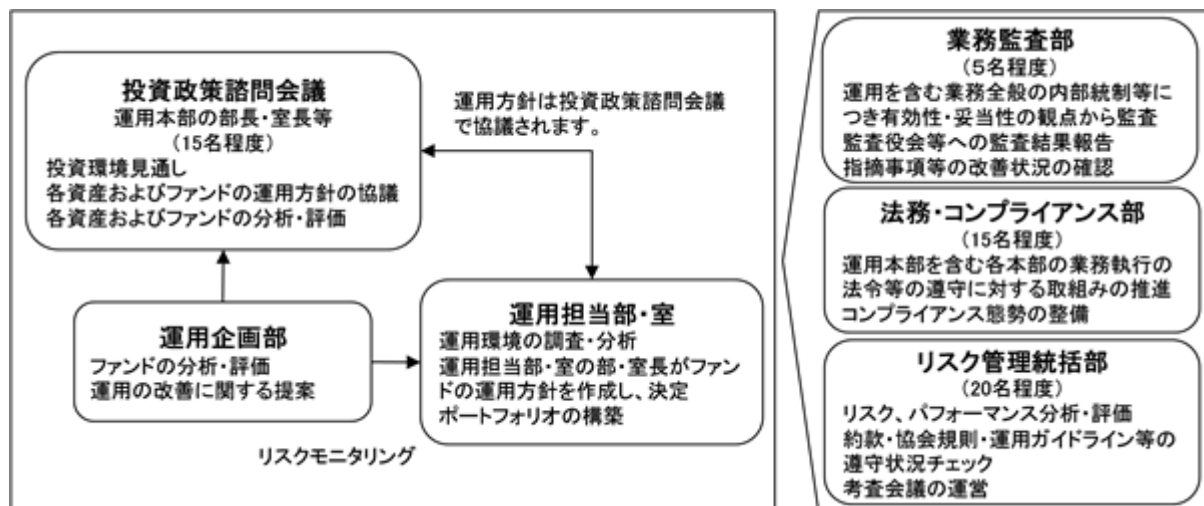 投資政策諮問会議
運用本部の部長・室長等
（15名程度）
投資環境見通し
各資産およびファンドの運用方針の協議
各資産およびファンドの分析・評価
運用方針は投資政策諮問会議
で協議されます。
運用企画部
ファンドの分析・評価
運用の改善に関する提案
運用担当部・室
運用環境の調査・分析
運用担当部・室の部・室長がファン
ドの運用方針を作成し、決定
ポートフォリオの構築
リスクモニタリング
業務監査部
（5名程度）
運用を含む業務全般の内部統制等に
つき有効性・妥当性の観点から監査
監査役会等への監査結果報告
指摘事項等の改善状況の確認
法務・コンプライアンス部
（15名程度）
運用本部を含む各本部の業務執行の
法令等の遵守に対する取組みの推進
コンプライアンス態勢の整備
リスク管理統括部
（20名程度）
リスク、パフォーマンス分析・評価
約款・協会規則・運用ガイドライン等の
遵守状況チェック
考査会議の運営